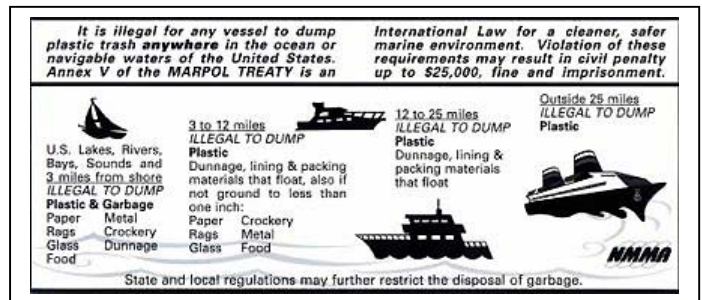 It is illegal for any vessel to dump
plastic trash anywhere in the ocean or
navigable waters of the United States.
Annex V of the MARPOL TREATY is an
International Law for a cleaner, safer
marine environment. Violation of these
requirements may result in civil penalty
up to $25,000, fine and imprisonment.
U.S. Lakes, Rivers,
Bays, Sounds and
3 miles from shore
ILLEGAL TO DUMP
Plastic & Garbage
Paper Metal
Rags Crockery
Glass Dunnage
Food
3 to 12 miles
ILLEGAL TO DUMP
Plastic
Dunnage, lining & packing
materials that float, also if
not ground to less than
one inch:
Paper Crockery
Rags Metal
Glass Food
12 to 25 miles
ILLEGAL TO DUMP
Plastic
Dunnage, lining &
packing materials
that float
Outside 25 miles
ILLEGAL TO DUMP
Plastic
NMMA
State and local regulations may further restrict the disposal of garbage.